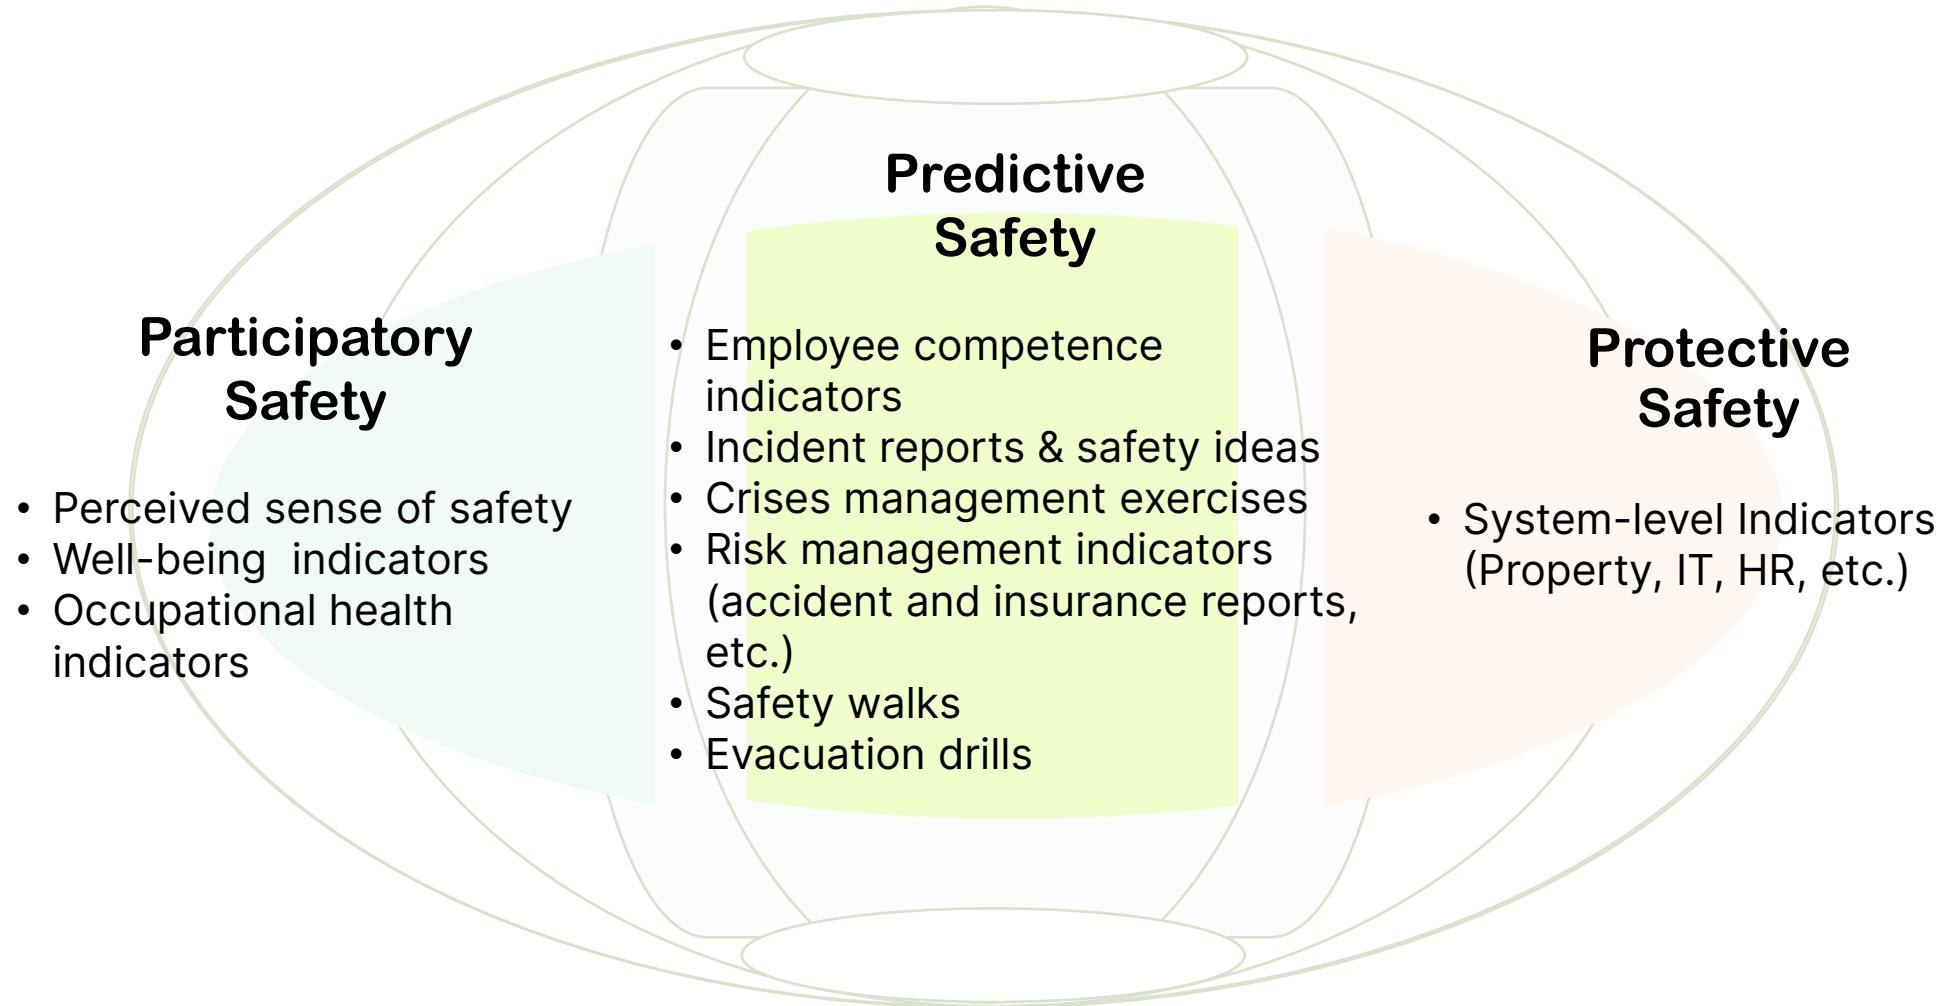 Predictive
Safety
Participatory
Safety
Protective
Safety
• Perceived sense of safety
• Well-being  indicators
• Occupational health
indicators
• Employee competence
indicators
• Incident reports & safety ideas
• Crises management exercises
• Risk management indicators
(accident and insurance reports,
etc.)
• Safety walks
• Evacuation drills
• System-level Indicators
(Property, IT, HR, etc.)